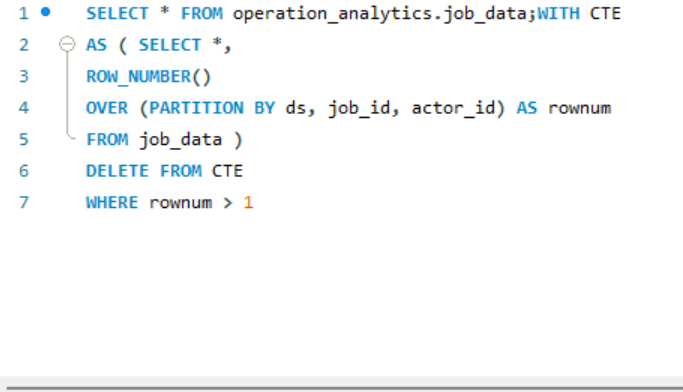 1 SELECT * FROM operation_analytics.job_data;WITH CTE
2 AS ( SELECT *,
3 ROW_NUMBER()
4 OVER (PARTITION BY ds, job_id, actor_id) AS rownum
5 FROM job_data )
6 DELETE FROM CTE
7 WHERE rownum > 1